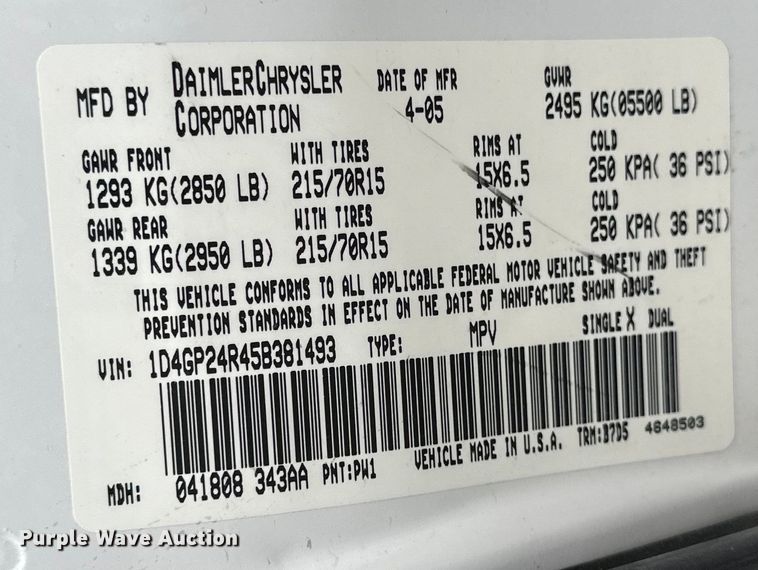 MFD BY DAIMLERCHRYSLER CORPORATION DATE OF MFR 4-05 GVWR 2495 KG(05500 LB)
GAWR FRONT WITH TIRES RIMS AT COLD
1293 KG(2850 LB) 215/70R15 15X6.5 250 KPA( 36 PSI)
GAWR REAR WITH TIRES RIMS AT COLD
1339 KG(2950 LB) 215/70R15 15X6.5 250 KPA( 36 PSI)
THIS VEHICLE CONFORMS TO ALL APPLICABLE FEDERAL MOTOR VEHICLE SAFETY AND THEFT
PREVENTION STANDARDS IN EFFECT ON THE DATE OF MANUFACTURE SHOWN ABOVE.
VIN: 1D4GP24R45B381493 TYPE: MPV SINGLE X DUAL
MDH: 041808 343AA PNT:PW1 VEHICLE MADE IN U.S.A. TRM:B7D5 4648503
Purple Wave Auction